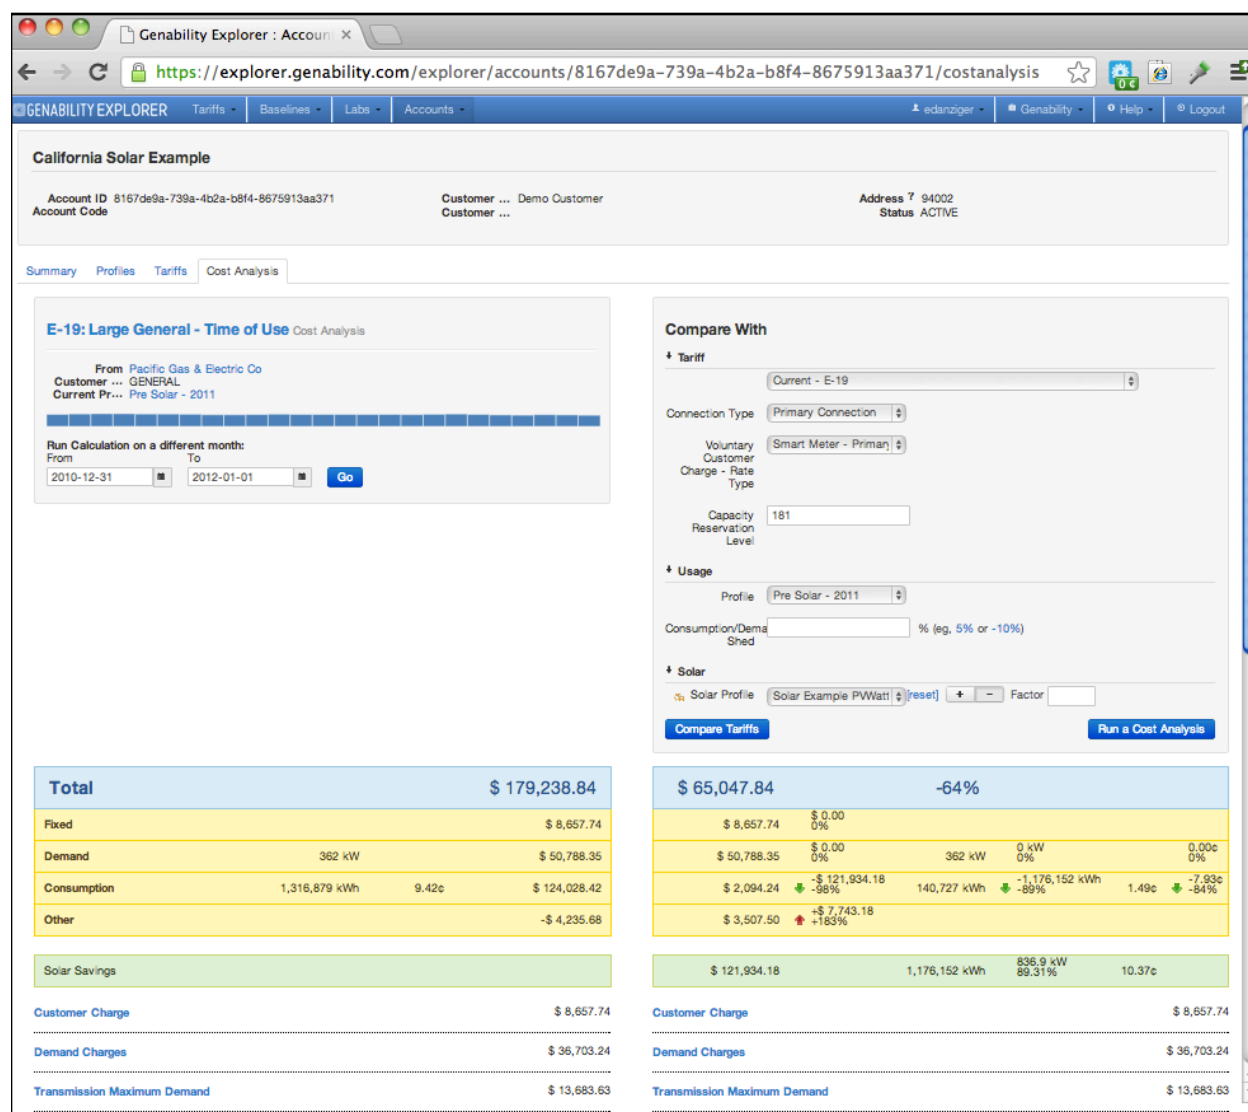 Genability Explorer : Accoun
https://explorer.genability.com/explorer/accounts/8167de9a-739a-4b2a-b8f4-8675913aa371/costanalysis
0 c
GENABILITY EXPLORER Tariffs Baselines Labs Accounts edanziger Genability Help Logout
California Solar Example
Account ID 8167de9a-739a-4b2a-b8f4-8675913aa371 Customer ... Demo Customer Address ? 94002
Account Code Customer ... Status ACTIVE
Summary Profiles Tariffs Cost Analysis
E-19: Large General - Time of Use Cost Analysis
From Pacific Gas & Electric Co
Customer ... GENERAL
Current Pr... Pre Solar - 2011
Run Calculation on a different month:
From To
2010-12-31 2012-01-01 Go
Compare With
Tariff
Current - E-19
Connection Type Primary Connection
Voluntary Customer Charge - Rate Type Smart Meter - Primary
Capacity Reservation Level 181
Usage
Profile Pre Solar - 2011
Consumption/Dema Shed % (eg, 5% or -10%)
Solar
Solar Profile Solar Example PVWatt [reset] + - Factor
Compare Tariffs Run a Cost Analysis
Total $ 179,238.84 $ 65,047.84 -64%
Fixed $ 8,657.74 $ 8,657.74 $ 0.00 0%
Demand 362 kW $ 50,788.35 $ 50,788.35 $ 0.00 0% 362 kW 0 kW 0% 0.00¢ 0%
Consumption 1,316,879 kWh 9.42¢ $ 124,028.42 $ 2,094.24 -$ 121,934.18 -98% 140,727 kWh -1,176,152 kWh -89% 1.49¢ -7.93¢ -84%
Other -$ 4,235.68 $ 3,507.50 +$ 7,743.18 +183%
Solar Savings $ 121,934.18 1,176,152 kWh 836.9 kW 89.31% 10.37¢
Customer Charge $ 8,657.74 Customer Charge $ 8,657.74
Demand Charges $ 36,703.24 Demand Charges $ 36,703.24
Transmission Maximum Demand $ 13,683.63 Transmission Maximum Demand $ 13,683.63